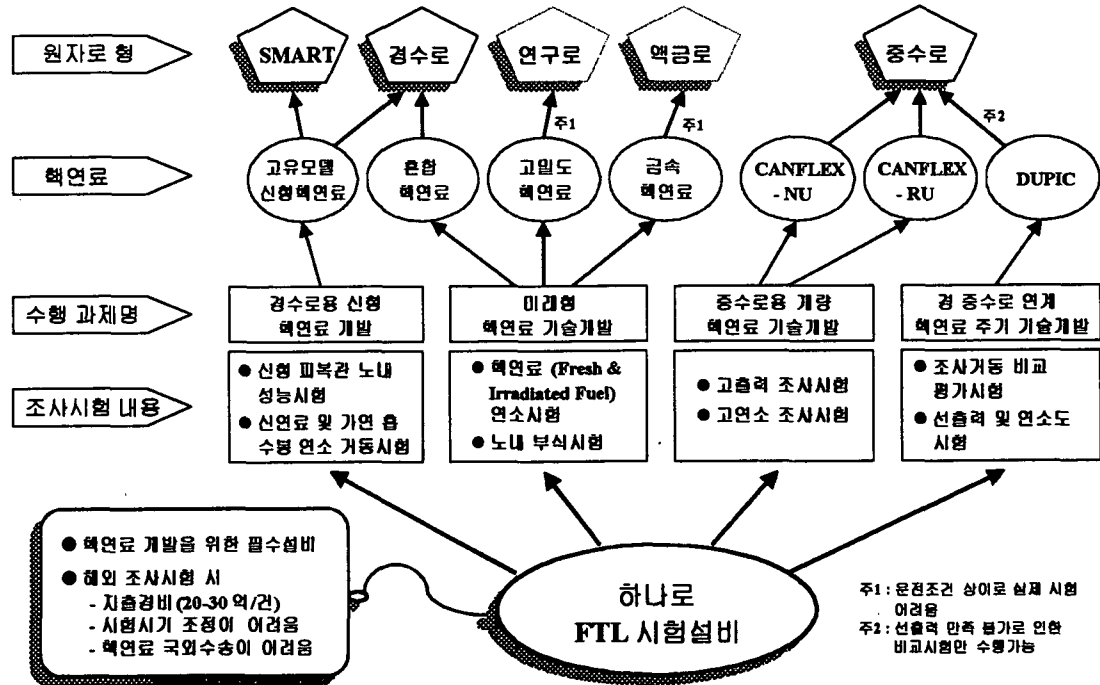 원자로 형
SMART
경수로
연구로
액금로
중수로
주1
주1
주2
핵연료
고유모델
신형핵연료
혼합
핵연료
고밀도
핵연료
금속
핵연료
CANFLEX
- NU
CANFLEX
- RU
DUPIC
수행 과제명
경수로용 신형
핵연료 개발
미래형
핵연료 기술개발
중수로용 개량
핵연료 기술개발
경 중수로 연계
핵연료 주기 기술개발
조사시험 내용
● 신형 피복관 노내
성능시험
● 신연료 및 가연 흡
수봉 연소 거동시험
● 핵연료 (Fresh &
Irradiated Fuel)
연소시험
● 노내 부식시험
● 고출력 조사시험
● 고연소 조사시험
● 조사거동 비교
평가시험
● 선출력 및 연소도
시험
● 핵연료 개발을 위한 필수설비
● 해외 조사시험 시
- 지출경비 (20-30 억/건)
- 시험시기 조정이 어려움
- 핵연료 국외수송이 어려움
하나로
FTL 시험설비
주1 : 운전조건 상이로 실제 시험
어려움
주2 : 선출력 만족 불가로 인한
비교시험만 수행가능